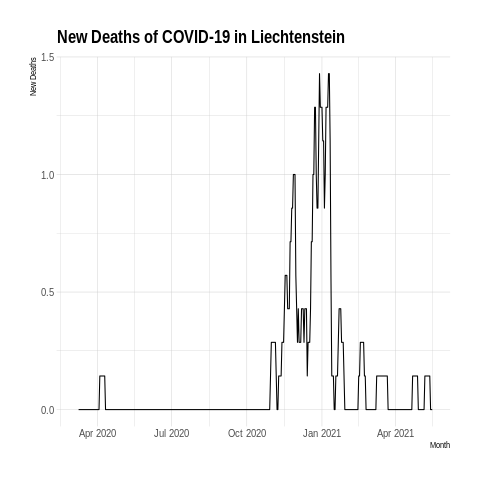 New Deaths of COVID-19 in Liechtenstein
New Deaths
1.5
1.0
0.5
0.0
Apr 2020 Jul 2020 Oct 2020 Jan 2021 Apr 2021
Month